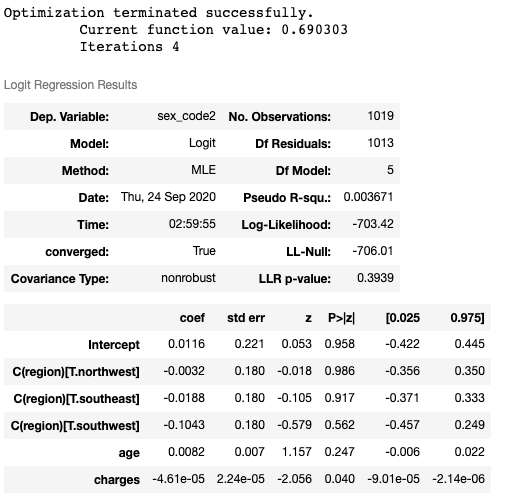 Optimization terminated successfully.
Current function value: 0.690303
Iterations 4
Logit Regression Results
Dep. Variable: sex_code2 No. Observations: 1019
Model: Logit Df Residuals: 1013
Method: MLE Df Model: 5
Date: Thu, 24 Sep 2020 Pseudo R-squ.: 0.003671
Time: 02:59:55 Log-Likelihood: -703.42
converged: True LL-Null: -706.01
Covariance Type: nonrobust LLR p-value: 0.3939
coef std err z P>|z| [0.025 0.975]
Intercept 0.0116 0.221 0.053 0.958 -0.422 0.445
C(region)[T.northwest] -0.0032 0.180 -0.018 0.986 -0.356 0.350
C(region)[T.southeast] -0.0188 0.180 -0.105 0.917 -0.371 0.333
C(region)[T.southwest] -0.1043 0.180 -0.579 0.562 -0.457 0.249
age 0.0082 0.007 1.157 0.247 -0.006 0.022
charges -4.61e-05 2.24e-05 -2.056 0.040 -9.01e-05 -2.14e-06